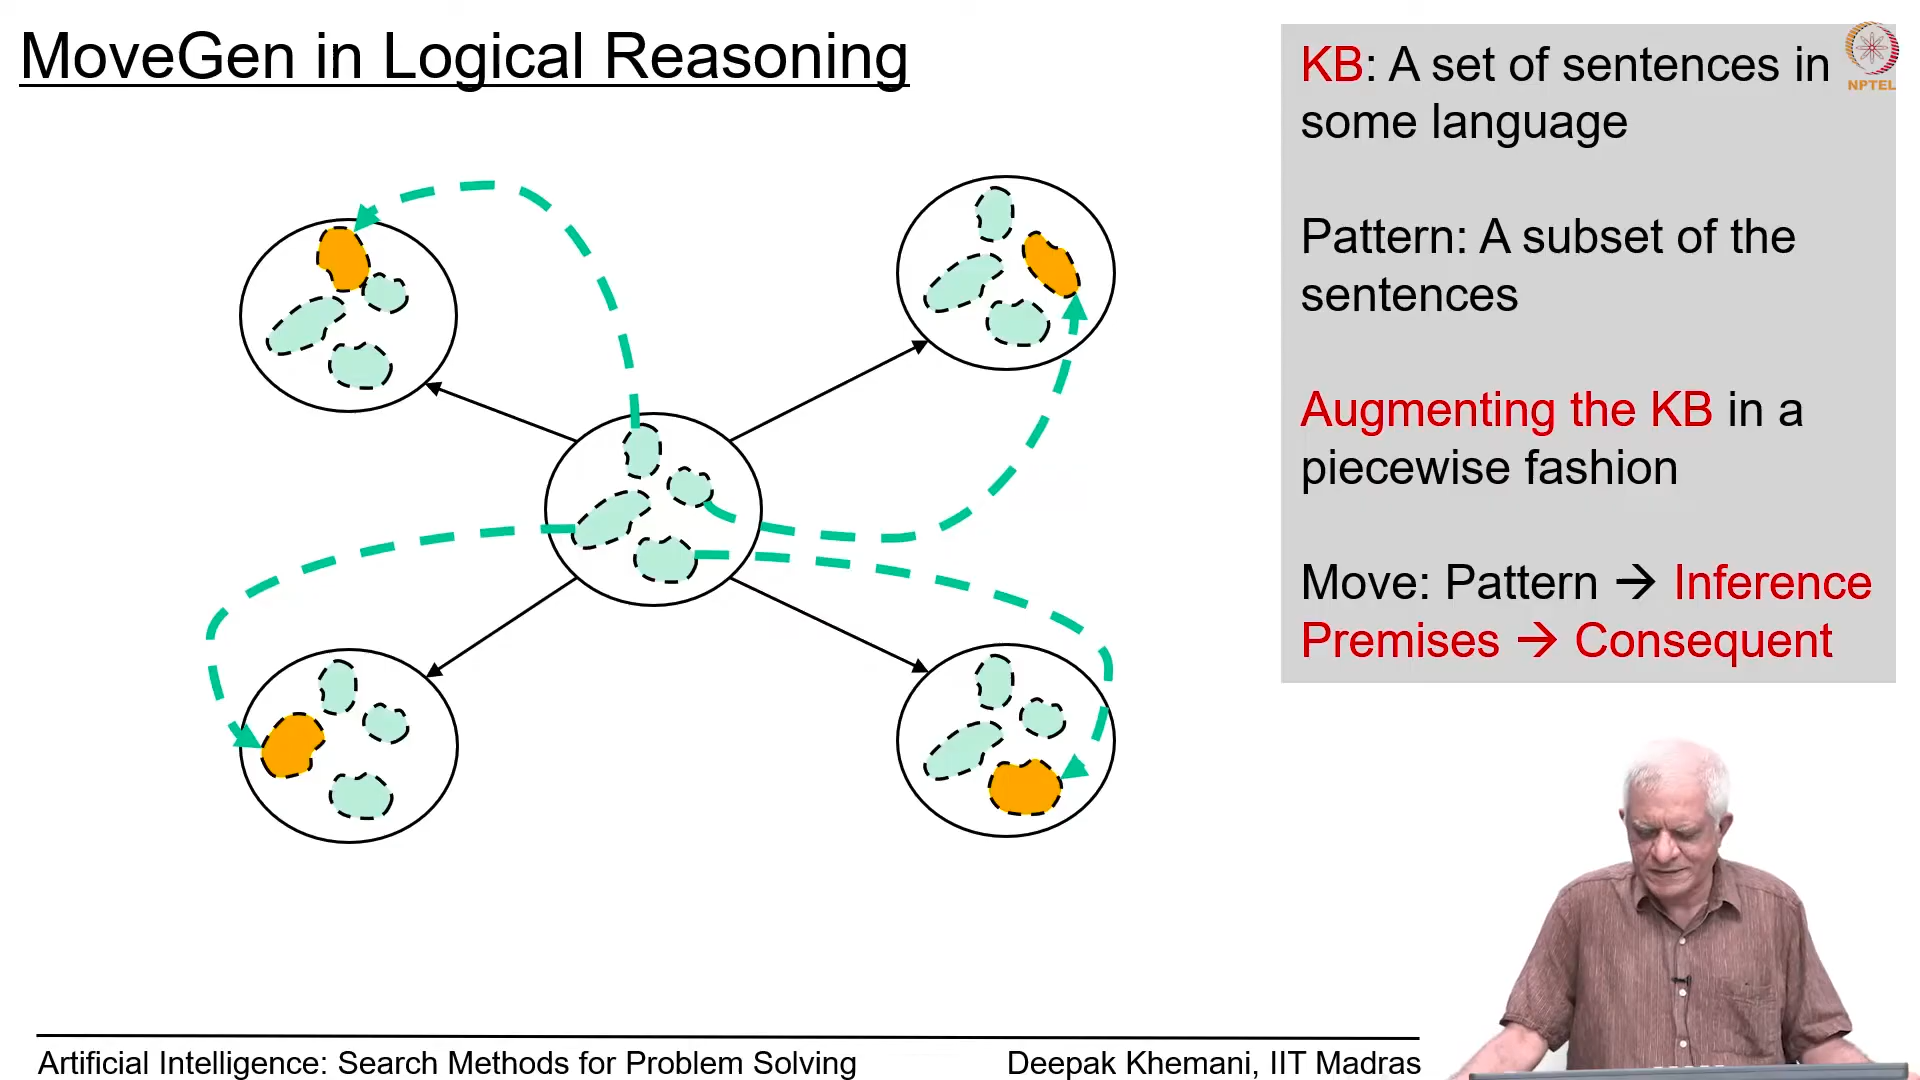 MoveGen in Logical Reasoning
KB: A set of sentences in
some language
NPTEL
Pattern: A subset of the
sentences
Augmenting the KB in a
piecewise fashion
Move: Pattern → Inference
Premises → Consequent
Artificial Intelligence: Search Methods for Problem Solving
Deepak Khemani, IIT Madras